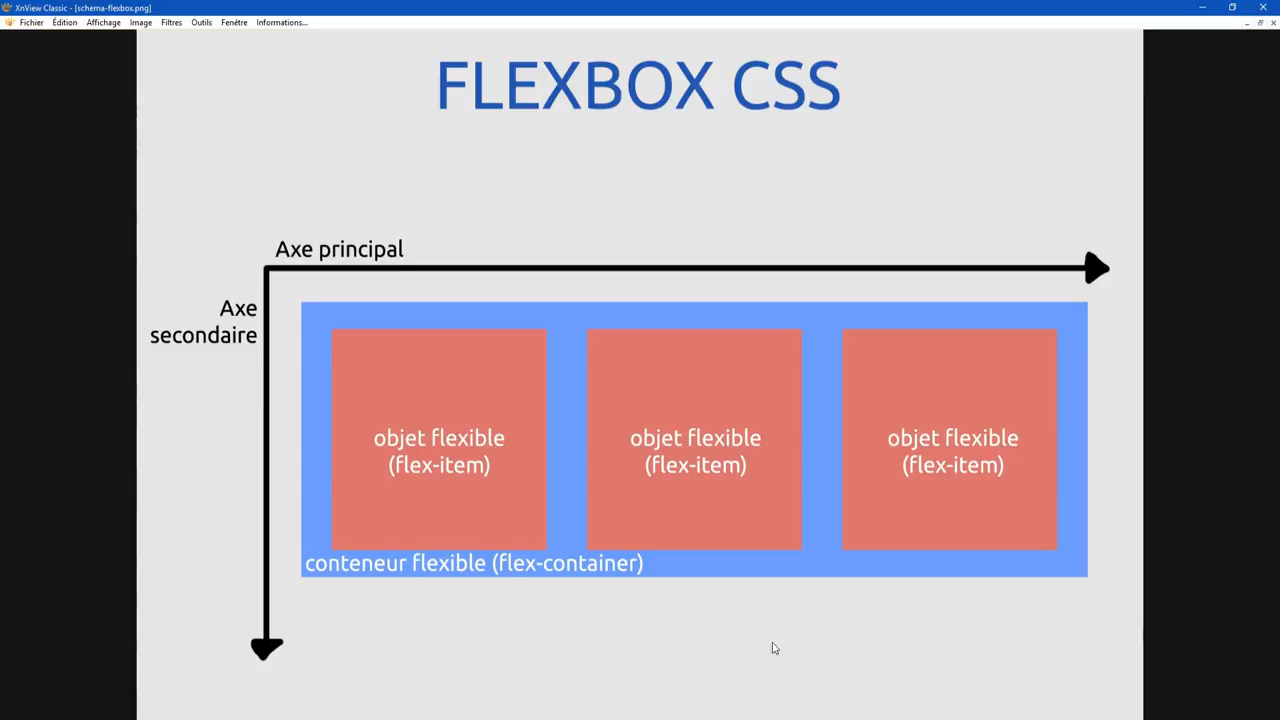 XnView Classic - [schema-flexbox.png]
Fichier Édition Affichage Image Filtres Outils Fenêtre Informations...
FLEXBOX CSS
Axe principal
Axe
secondaire
objet flexible
(flex-item)
objet flexible
(flex-item)
objet flexible
(flex-item)
conteneur flexible (flex-container)